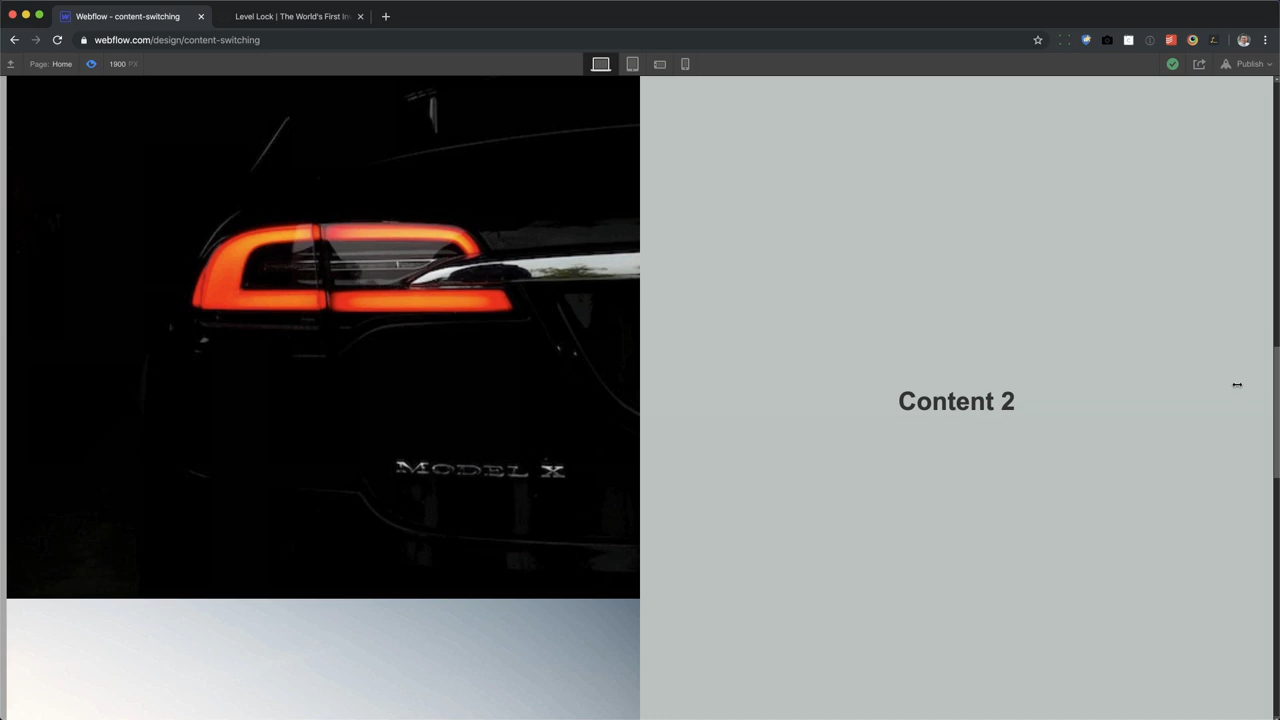 Webflow - content-switching
Level Lock | The World's First In
webflow.com/design/content-switching
Page: Home
1900 PX
Publish
Content 2
MODEL X